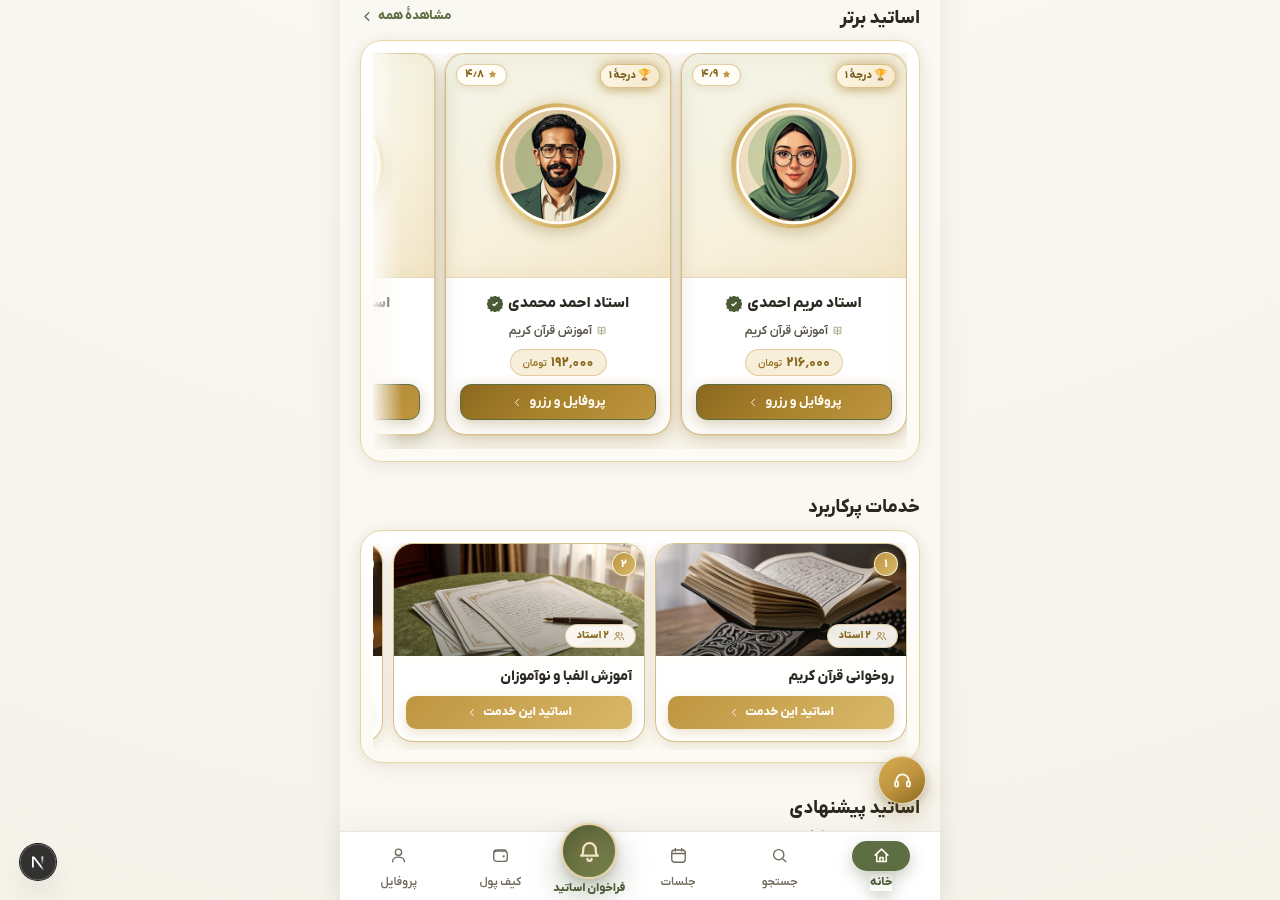 اساتید برتر
مشاهدهٔ همه
درجهٔ ۱
۴٫۹
استاد مریم احمدی
آموزش قرآن کریم
۲۱۶٬۰۰۰ تومان
پروفایل و رزرو
درجهٔ ۱
۴٫۸
استاد احمد محمدی
آموزش قرآن کریم
۱۹۲٬۰۰۰ تومان
پروفایل و رزرو
خدمات پرکاربرد
۱
۲ استاد
روخوانی قرآن کریم
اساتید این خدمت
۲
۲ استاد
آموزش الفبا و نوآموزان
اساتید این خدمت
اساتید پیشنهادی
خانه
جستجو
جلسات
فراخوان اساتید
کیف پول
پروفایل
N